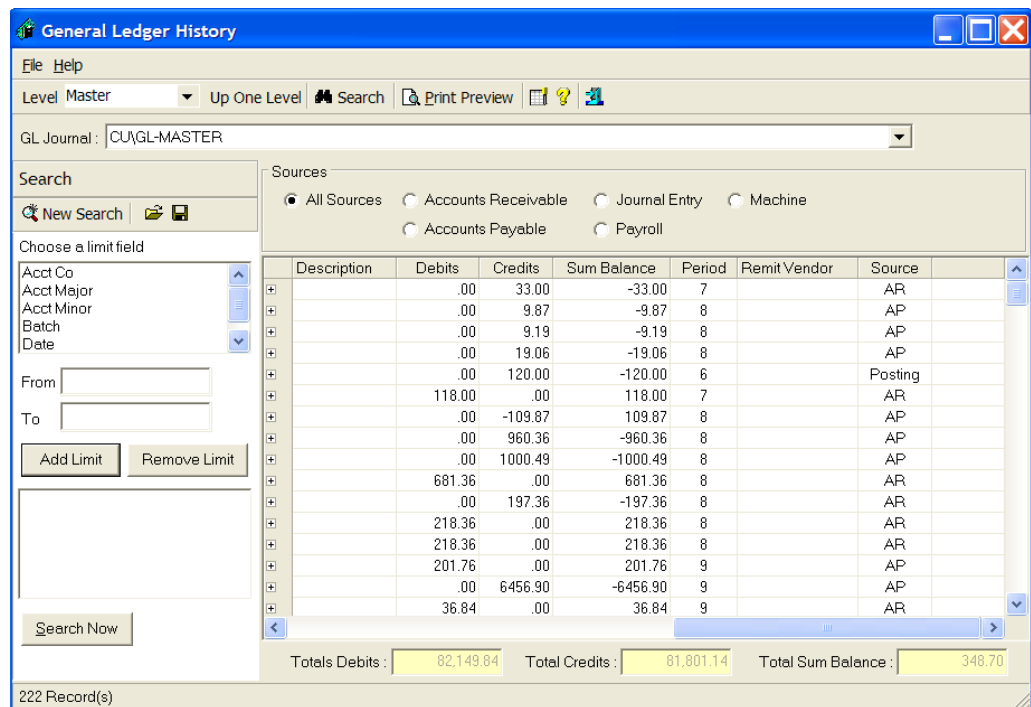 General Ledger History
File Help
Level Master Up One Level Search Print Preview
GL Journal : CU\GL-MASTER
Search
New Search
Choose a limit field
Acct Co
Acct Major
Acct Minor
Batch
Date
From
To
Add Limit Remove Limit
Search Now
Sources
All Sources Accounts Receivable Journal Entry Machine
Accounts Payable Payroll
Description Debits Credits Sum Balance Period Remit Vendor Source
.00 33.00 -33.00 7 AR
.00 9.87 -9.87 8 AP
.00 9.19 -9.19 8 AP
.00 19.06 -19.06 8 AP
.00 120.00 -120.00 6 Posting
118.00 .00 118.00 7 AR
.00 -109.87 109.87 8 AP
.00 960.36 -960.36 8 AP
.00 1000.49 -1000.49 8 AP
681.36 .00 681.36 8 AR
.00 197.36 -197.36 8 AR
218.36 .00 218.36 8 AR
218.36 .00 218.36 8 AR
201.76 .00 201.76 9 AP
.00 6456.90 -6456.90 9 AP
36.84 .00 36.84 9 AR
Totals Debits : 82,149.84 Total Credits : 81,801.14 Total Sum Balance : 348.70
222 Record(s)